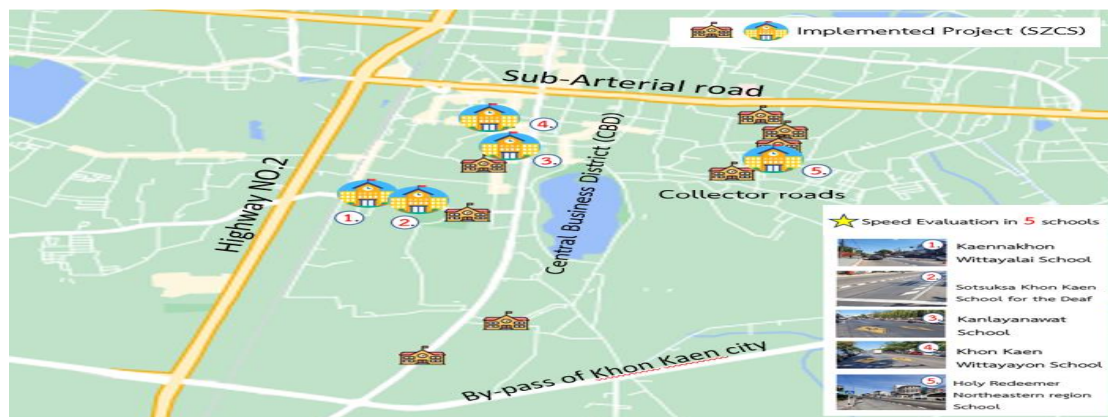 Implemented Project (SZCS)
Sub-Arterial road
Highway NO.2
Central Business District (CBD)
4.
3.
5.
1.
2.
Collector roads
By-pass of Khon Kaen city
Speed Evaluation in 5 schools
1
Kaennakhon
Wittayalai School
2.
Sotsuksa Khon Kaen
School for the Deaf
3.
Kanlayanawat
School
4.
Khon Kaen
Wittayayon School
5.
Holy Redeemer
Northeastern region
School